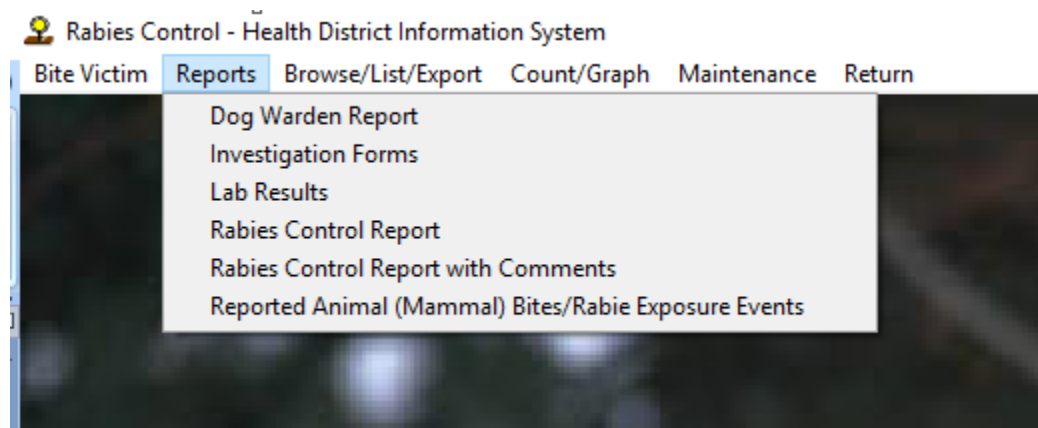 Rabies Control - Health District Information System
Bite Victim Reports Browse/List/Export Count/Graph Maintenance Return
Dog Warden Report
Investigation Forms
Lab Results
Rabies Control Report
Rabies Control Report with Comments
Reported Animal (Mammal) Bites/Rabie Exposure Events